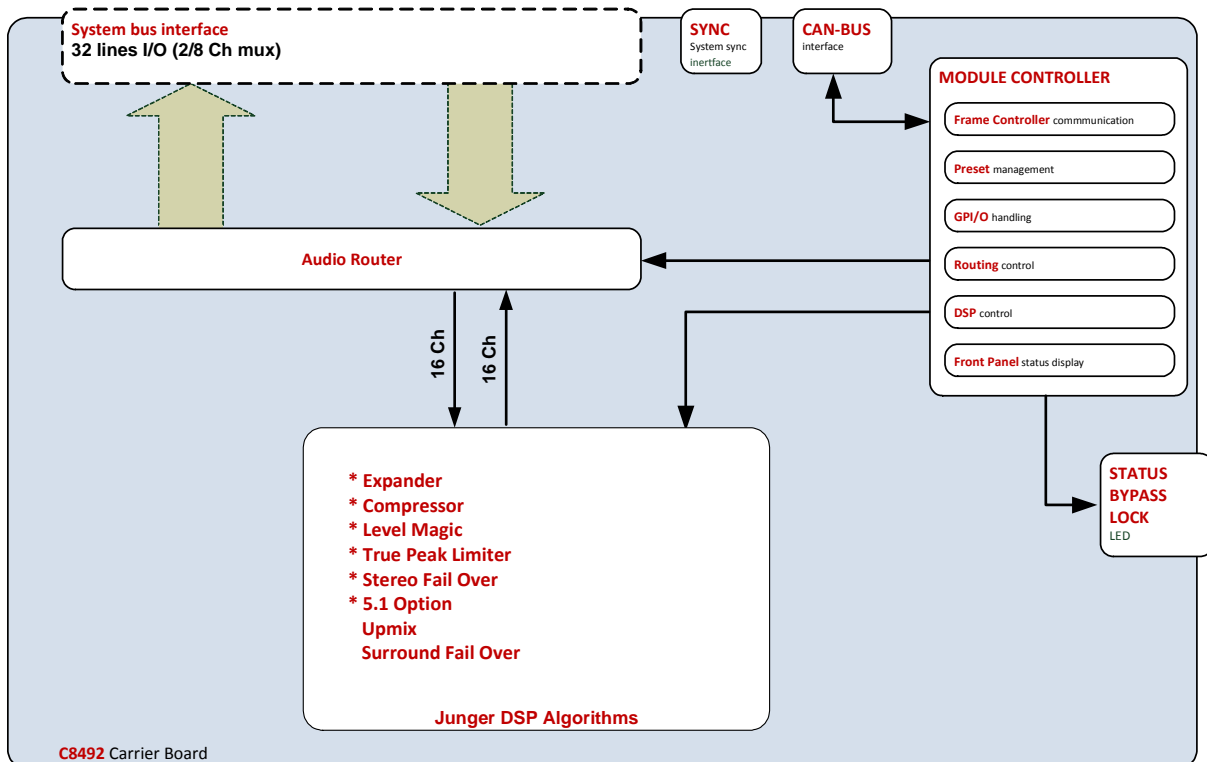 System bus interface
32 lines I/O (2/8 Ch mux)
SYNC
System sync
inertface
CAN-BUS
interface
MODULE CONTROLLER
Frame Controller commmunication
Preset management
GPI/O handling
Routing control
DSP control
Front Panel status display
Audio Router
16 Ch
16 Ch
* Expander
* Compressor
* Level Magic
* True Peak Limiter
* Stereo Fail Over
* 5.1 Option
Upmix
Surround Fail Over
Junger DSP Algorithms
STATUS
BYPASS
LOCK
LED
C8492 Carrier Board